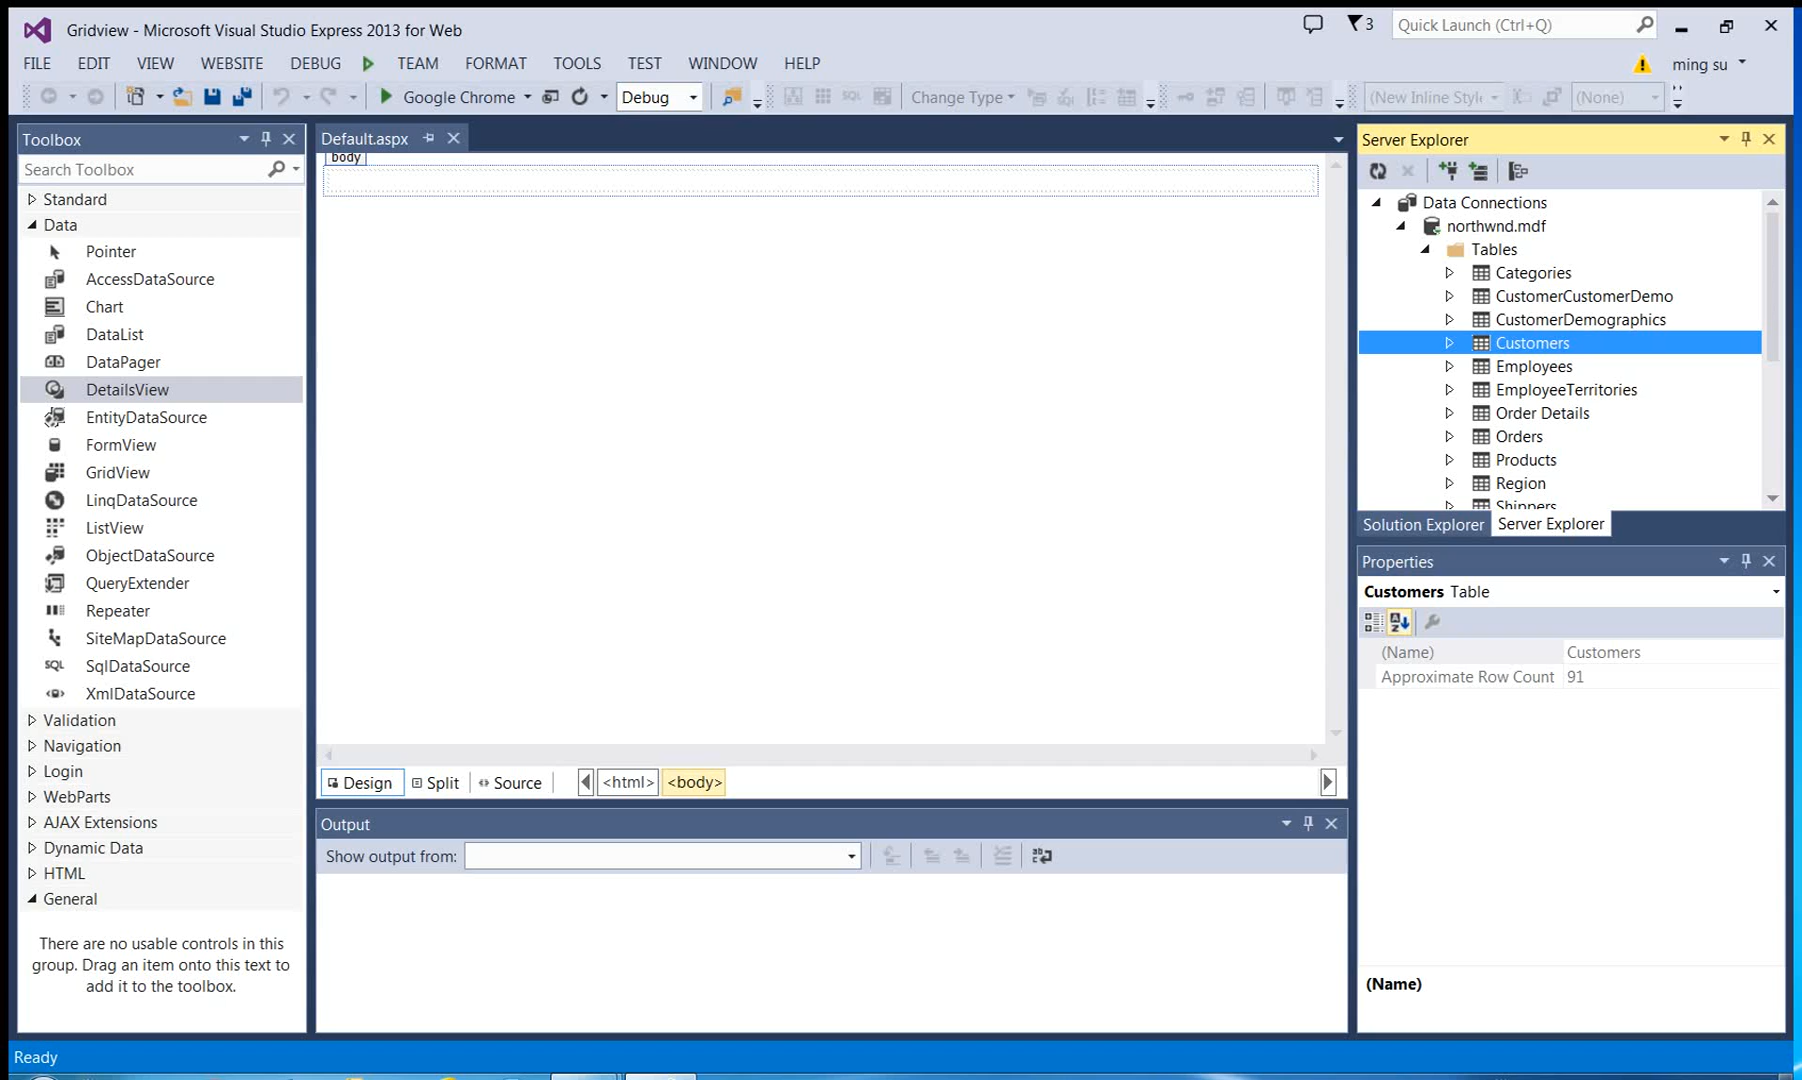 Gridview - Microsoft Visual Studio Express 2013 for Web
3
Quick Launch (Ctrl+Q)
FILE EDIT VIEW WEBSITE DEBUG TEAM FORMAT TOOLS TEST WINDOW HELP
ming su
Google Chrome
Debug
Change Type
(New Inline Style
(None)
Toolbox
Search Toolbox
Standard
Data
Pointer
AccessDataSource
Chart
DataList
DataPager
DetailsView
EntityDataSource
FormView
GridView
LinqDataSource
ListView
ObjectDataSource
QueryExtender
Repeater
SiteMapDataSource
SQL SqlDataSource
XmlDataSource
Validation
Navigation
Login
WebParts
AJAX Extensions
Dynamic Data
HTML
General
There are no usable controls in this
group. Drag an item onto this text to
add it to the toolbox.
Default.aspx
body
Design Split Source <html> <body>
Output
Show output from:
Server Explorer
Data Connections
northwnd.mdf
Tables
Categories
CustomerCustomerDemo
CustomerDemographics
Customers
Employees
EmployeeTerritories
Order Details
Orders
Products
Region
Shippers
Solution Explorer Server Explorer
Properties
Customers Table
(Name) Customers
Approximate Row Count 91
(Name)
Ready